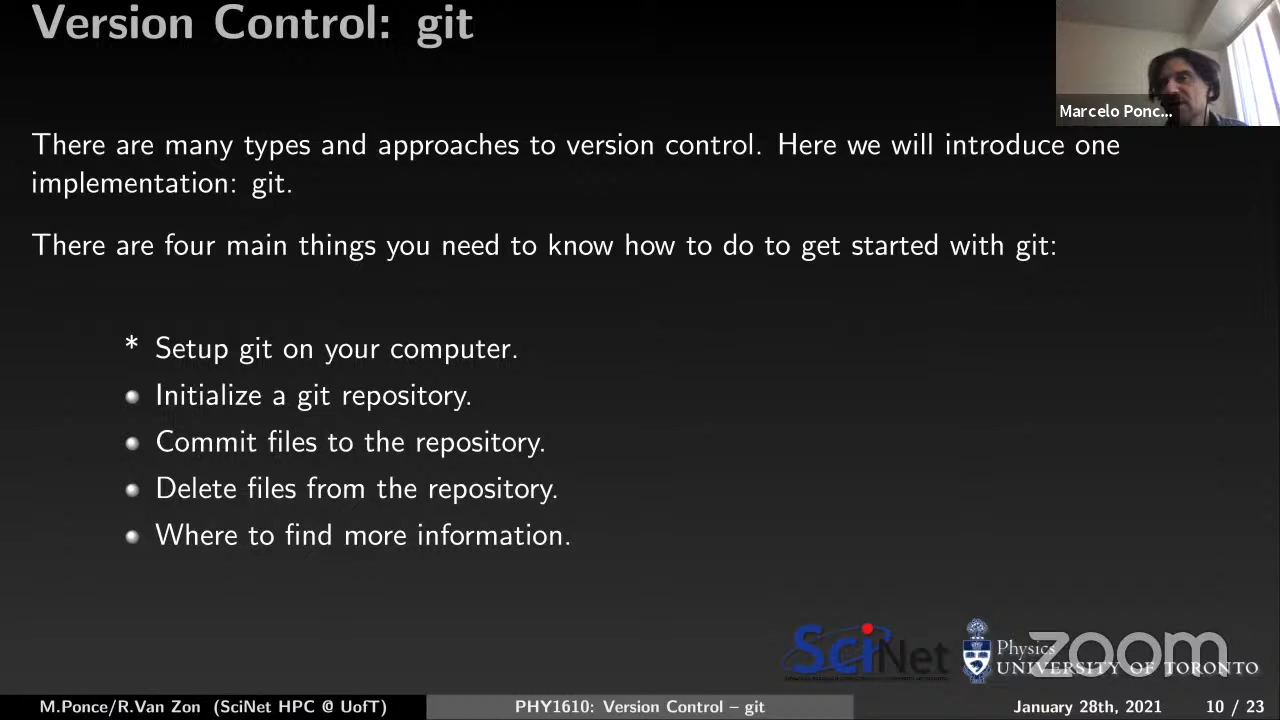 Version Control: git
Marcelo Ponc...
There are many types and approaches to version control. Here we will introduce one
implementation: git.
There are four main things you need to know how to do to get started with git:
* Setup git on your computer.
Initialize a git repository.
Commit files to the repository.
Delete files from the repository.
Where to find more information.
SciNet
Physics
UNIVERSITY OF TORONTO
zoom
M.Ponce/R.Van Zon (SciNet HPC @ UofT)
PHY1610: Version Control – git
January 28th, 2021
10 / 23